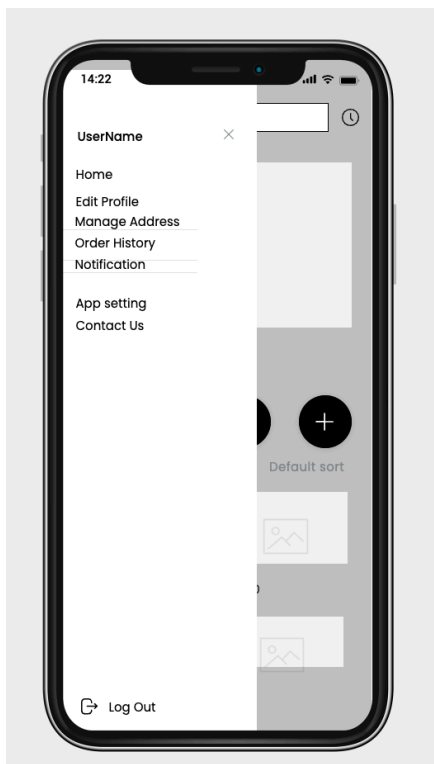 14:22
UserName
Home
Edit Profile
Manage Address
Order History
Notification
App setting
Contact Us
Default sort
Log Out